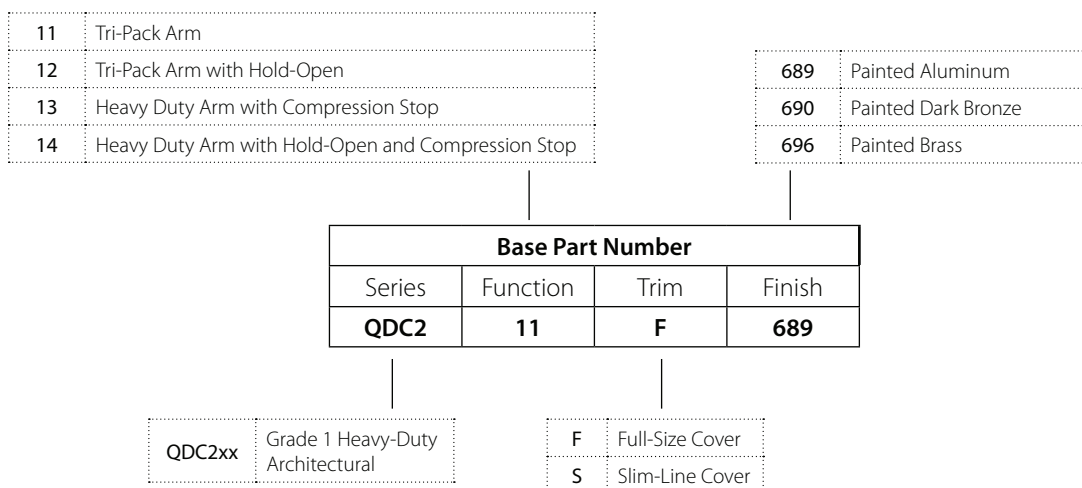 11 Tri-Pack Arm
12 Tri-Pack Arm with Hold-Open
13 Heavy Duty Arm with Compression Stop
14 Heavy Duty Arm with Hold-Open and Compression Stop
689 Painted Aluminum
690 Painted Dark Bronze
696 Painted Brass
Base Part Number
Series Function Trim Finish
QDC2 11 F 689
QDC2xx Grade 1 Heavy-Duty
Architectural
F Full-Size Cover
S Slim-Line Cover